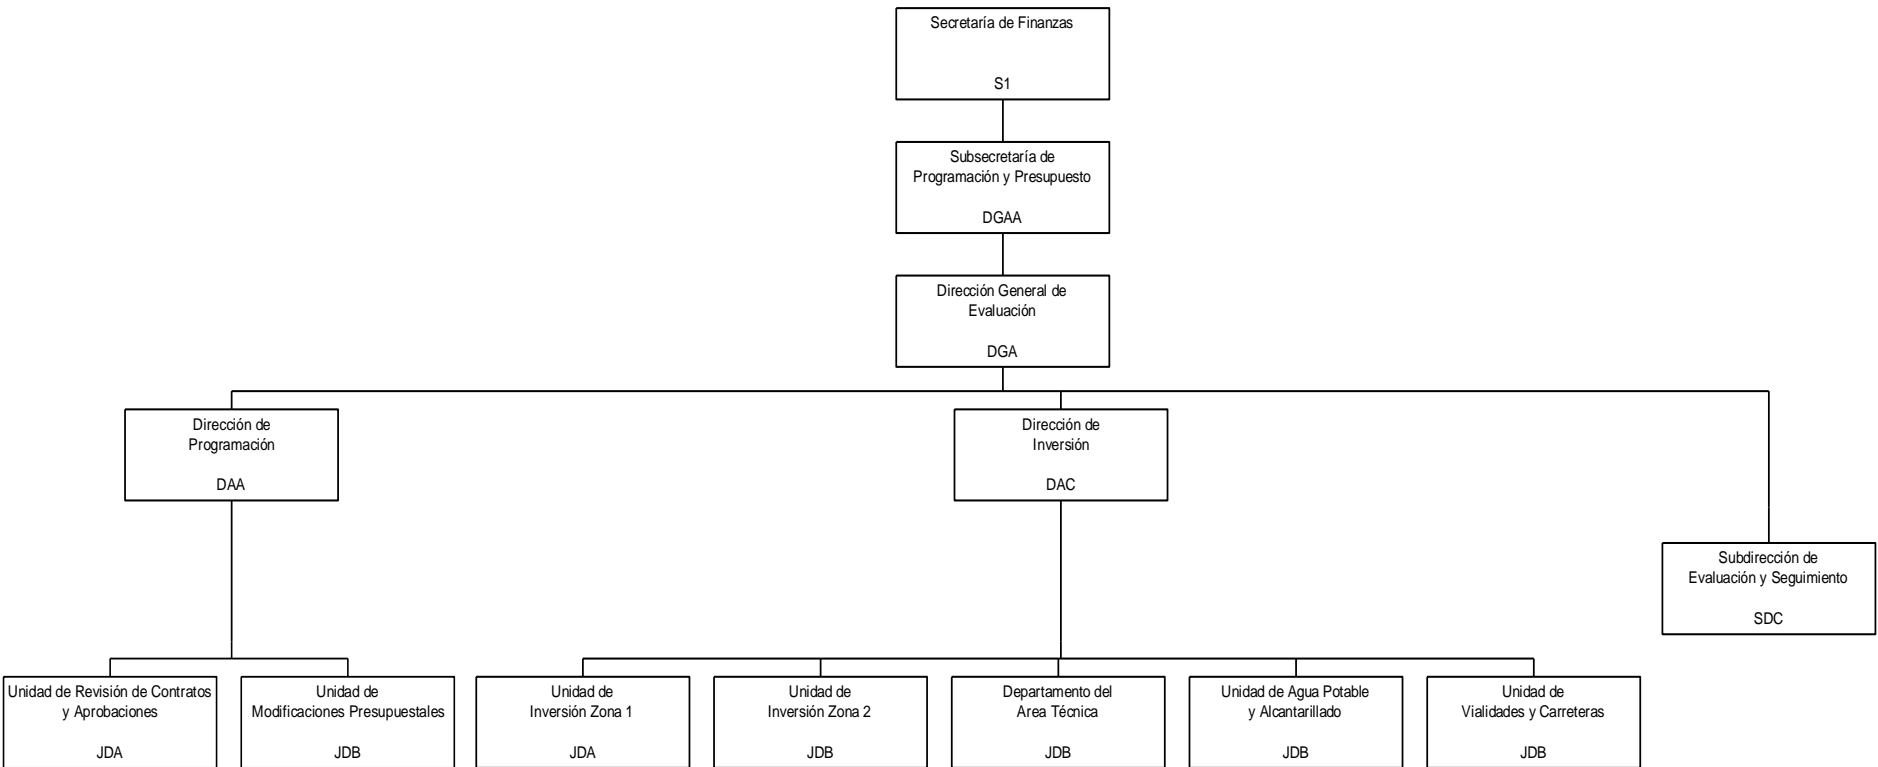 Secretaría de Finanzas
S1
Subsecretaría de
Programación y Presupuesto
DGAA
Dirección General de
Evaluación
DGA
Dirección de
Programación
DAA
Dirección de
Inversión
DAC
Subdirección de
Evaluación y Seguimiento
SDC
Unidad de Revisión de Contratos
y Aprobaciones
JDA
Unidad de
Modificaciones Presupuestales
JDB
Unidad de
Inversión Zona 1
JDA
Unidad de
Inversión Zona 2
JDB
Departamento del
Area Técnica
JDB
Unidad de Agua Potable
y Alcantarillado
JDB
Unidad de
Vialidades y Carreteras
JDB